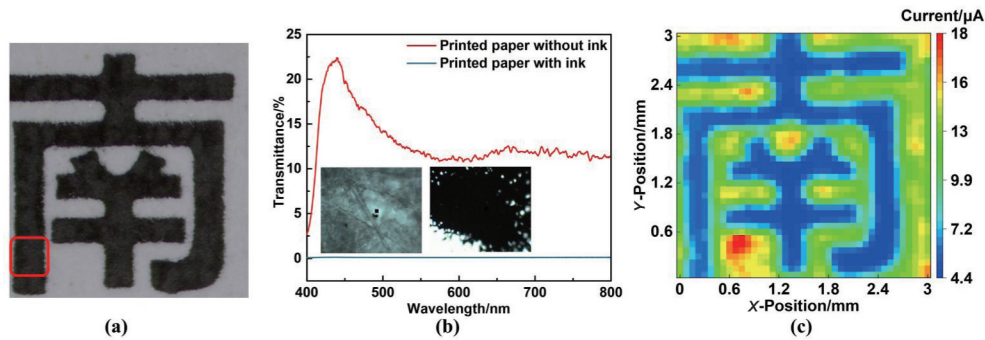 南
25
20
15
10
5
0
Transmittance/%
Printed paper without ink
Printed paper with ink
400 500 600 700 800
Wavelength/nm
Current/μA
18
16
13
9.9
7.2
4.4
3
2.4
1.8
1.2
0.6
Y-Position/mm
0 0.6 1.2 1.8 2.4 3
X-Position/mm
(a) (b) (c)